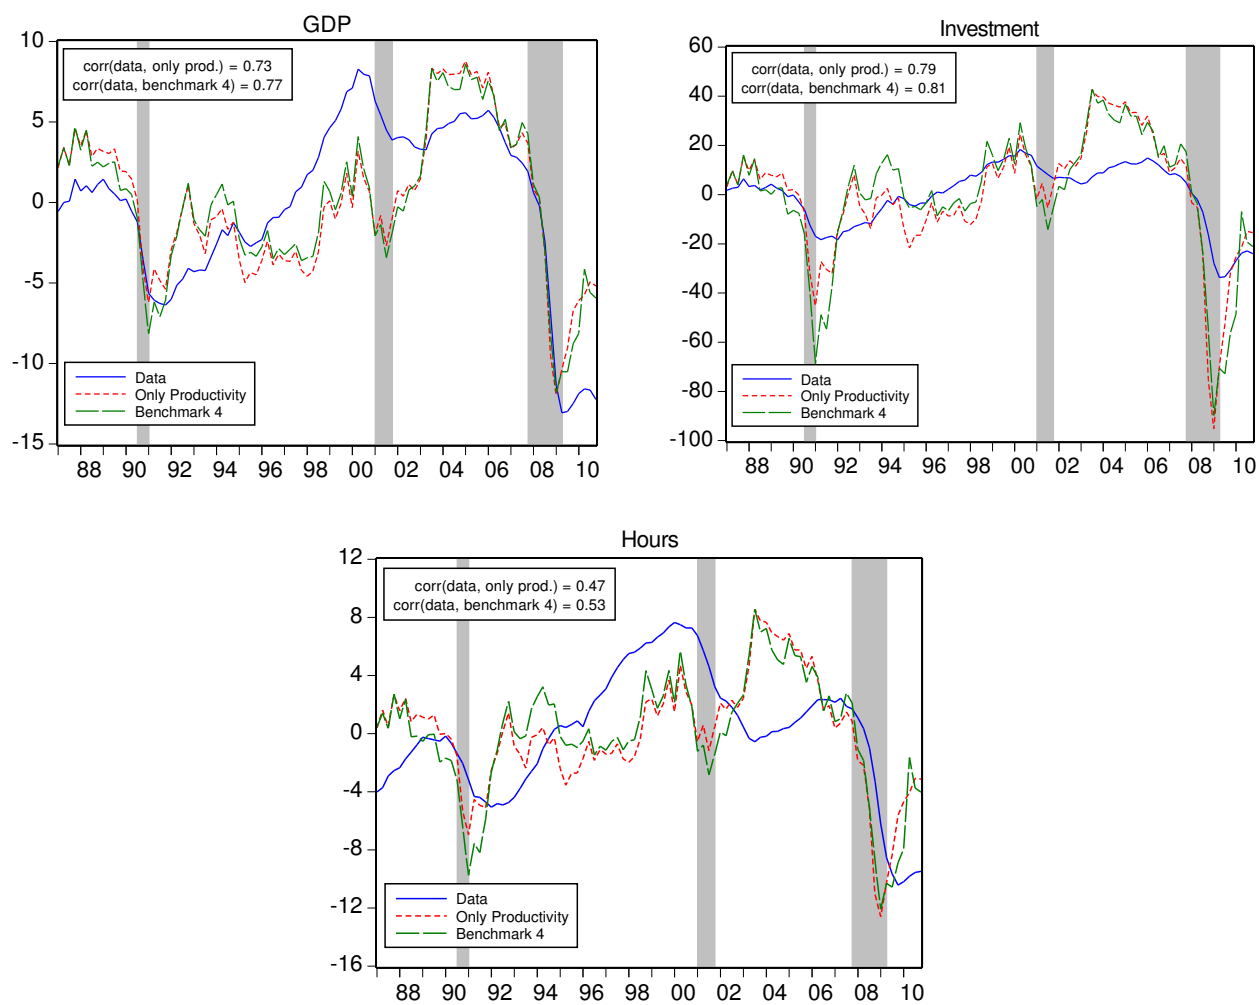 GDP
10
5
0
-5
-10
-15
corr(data, only prod.) = 0.73
corr(data, benchmark 4) = 0.77
Data
Only Productivity
Benchmark 4
88 90 92 94 96 98 00 02 04 06 08 10
Investment
60
40
20
0
-20
-40
-60
-80
-100
corr(data, only prod.) = 0.79
corr(data, benchmark 4) = 0.81
Data
Only Productivity
Benchmark 4
88 90 92 94 96 98 00 02 04 06 08 10
Hours
12
8
4
0
-4
-8
-12
-16
corr(data, only prod.) = 0.47
corr(data, benchmark 4) = 0.53
Data
Only Productivity
Benchmark 4
88 90 92 94 96 98 00 02 04 06 08 10